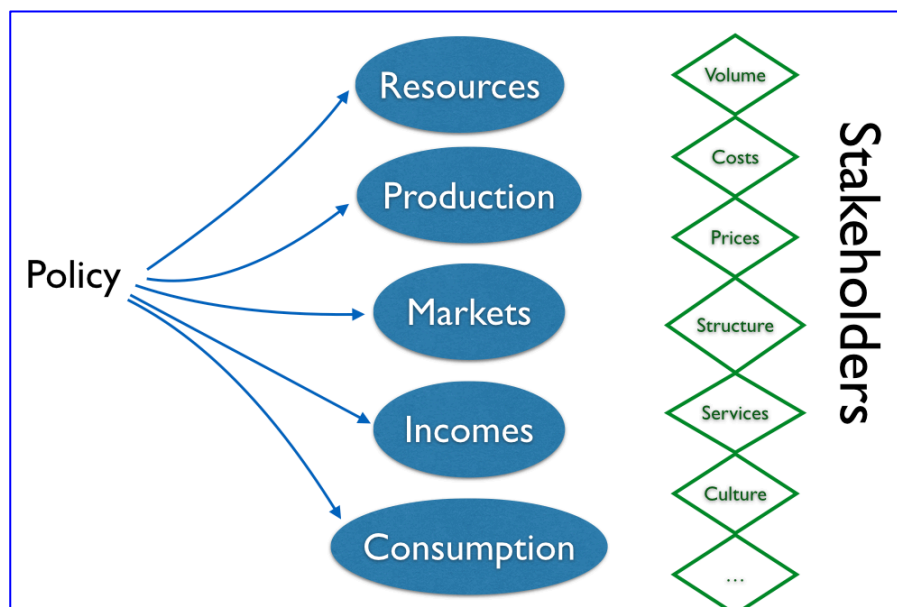 Policy
Resources
Production
Markets
Incomes
Consumption
Volume
Costs
Prices
Structure
Services
Culture
...
Stakeholders